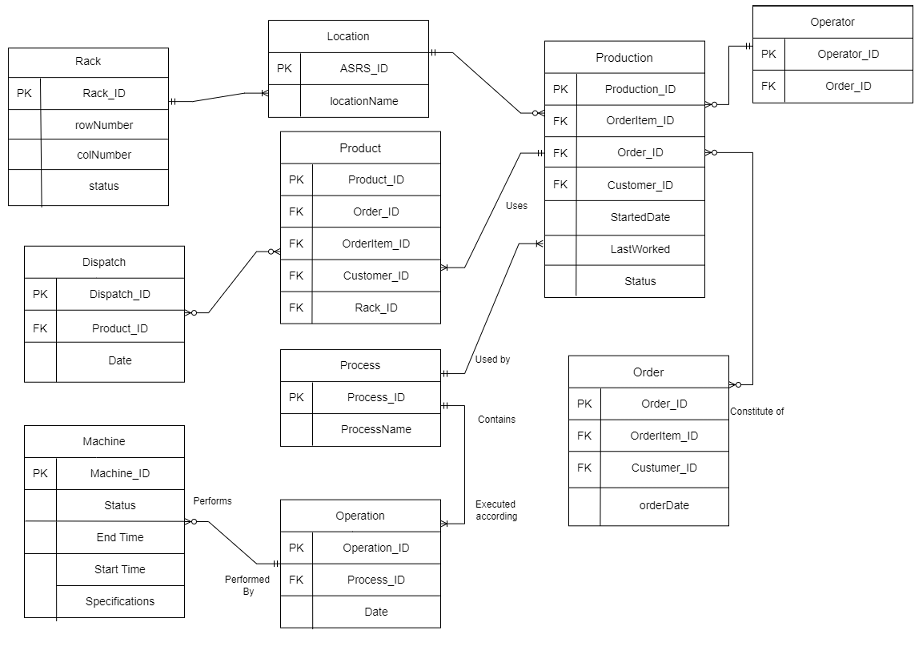 Rack
PK Rack_ID
rowNumber
colNumber
status
Location
PK ASRS_ID
locationName
Product
PK Product_ID
FK Order_ID
FK OrderItem_ID
FK Customer_ID
FK Rack_ID
Production
PK Production_ID
FK OrderItem_ID
FK Order_ID
FK Customer_ID
StartedDate
LastWorked
Status
Operator
PK Operator_ID
FK Order_ID
Uses
Dispatch
PK Dispatch_ID
FK Product_ID
Date
Process
PK Process_ID
ProcessName
Used by
Contains
Order
PK Order_ID
FK OrderItem_ID
FK Custumer_ID
orderDate
Constitute of
Machine
PK Machine_ID
Status
End Time
Start Time
Specifications
Performs
Performed
By
Operation
PK Operation_ID
FK Process_ID
Date
Executed
according